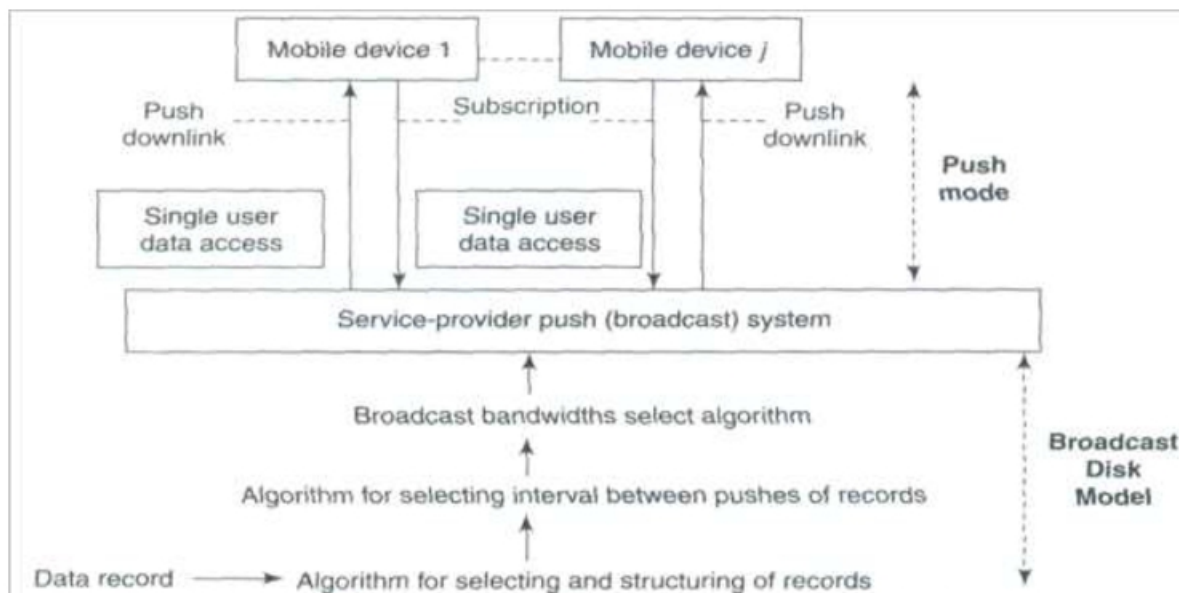 Mobile device 1
Mobile device j
Push
downlink
Subscription
Push
downlink
Push
mode
Single user
data access
Single user
data access
Service-provider push (broadcast) system
Broadcast bandwidths select algorithm
Broadcast
Disk
Model
Algorithm for selecting interval between pushes of records
Data record
Algorithm for selecting and structuring of records